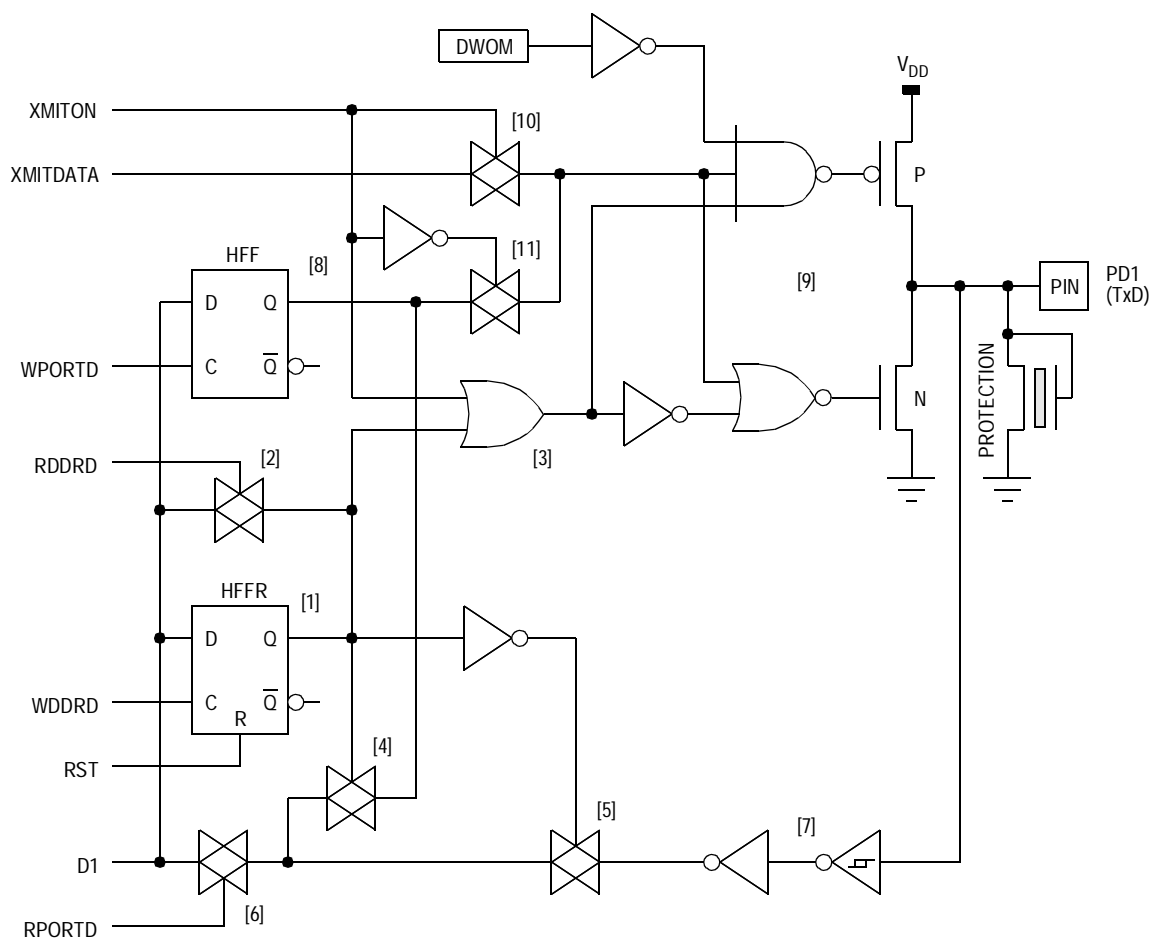 DWOM
V_DD
XMITON
[10]
XMITDATA
P
[11]
HFF
[8]
[9]
PIN
PD1
(TxD)
D
Q
WPORTD
C
Q̅
PROTECTION
N
RDDRD
[2]
[3]
HFFR
[1]
D
Q
WDDRD
C
Q̅
R
RST
[4]
[5]
[7]
D1
[6]
RPORTD